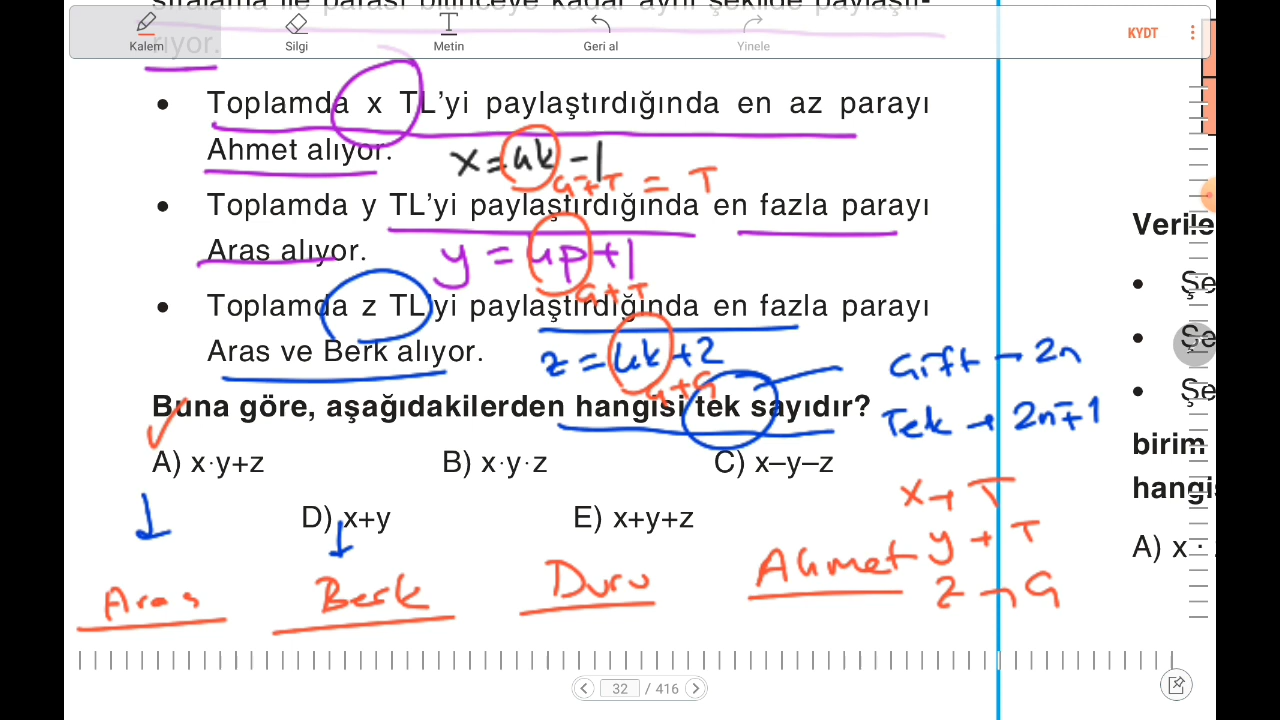 Kalem Silgi Metin Geri al Yinele KYDT
rıyor.
• Toplamda x TL'yi paylaştırdığında en az parayı
Ahmet alıyor.
x = 4k - 1
Ç + T = T
• Toplamda y TL'yi paylaştırdığında en fazla parayı
Aras alıyor.
y = 4p + 1
Ç + T
• Toplamda z TL'yi paylaştırdığında en fazla parayı
Aras ve Berk alıyor.
z = 4k + 2
Ç + Ç
Çift → 2n
Buna göre, aşağıdakilerden hangisi tek sayıdır?
Tek → 2n∓1
A) x·y+z B) x·y·z C) x–y–z
D) x+y E) x+y+z
x → T
y → T
z → Ç
Aras Berk Duru Ahmet
Verile
• Şe
• Şe
• Şe
birim
hangi
A) x ·
32 / 416